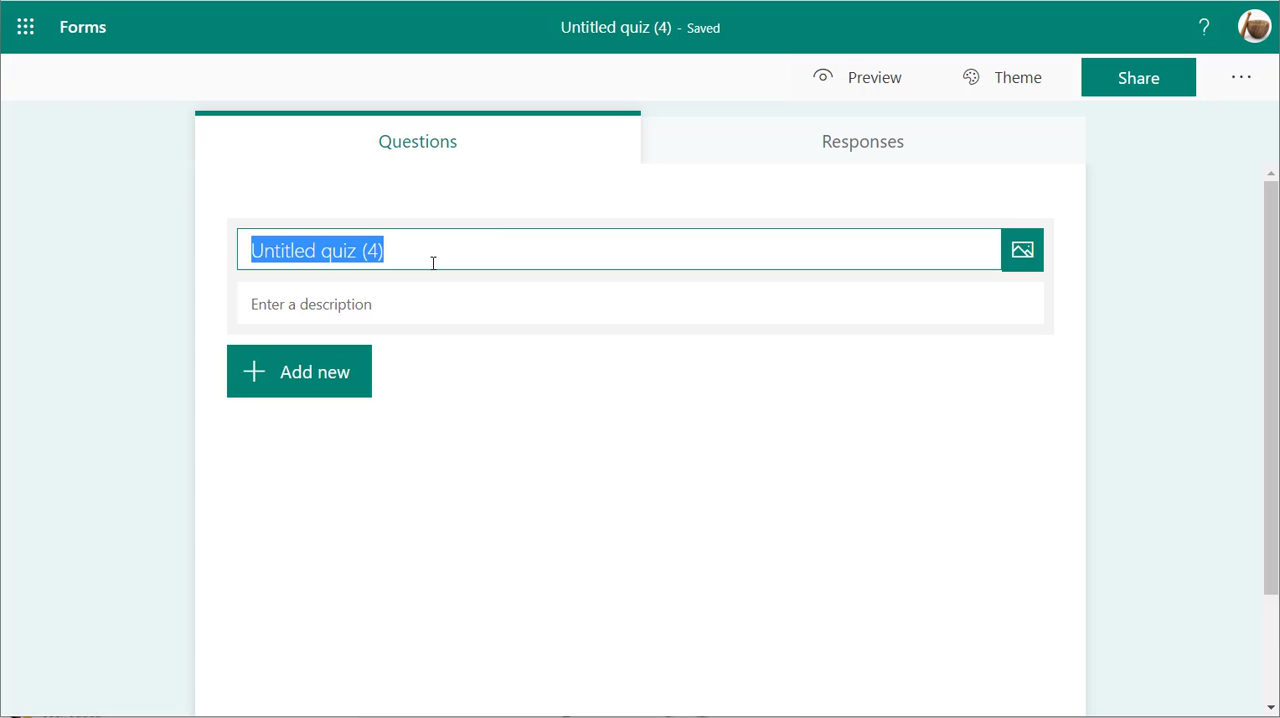 Forms
Untitled quiz (4) - Saved
?
Preview
Theme
Share
...
Questions
Responses
Untitled quiz (4)
Enter a description
+ Add new